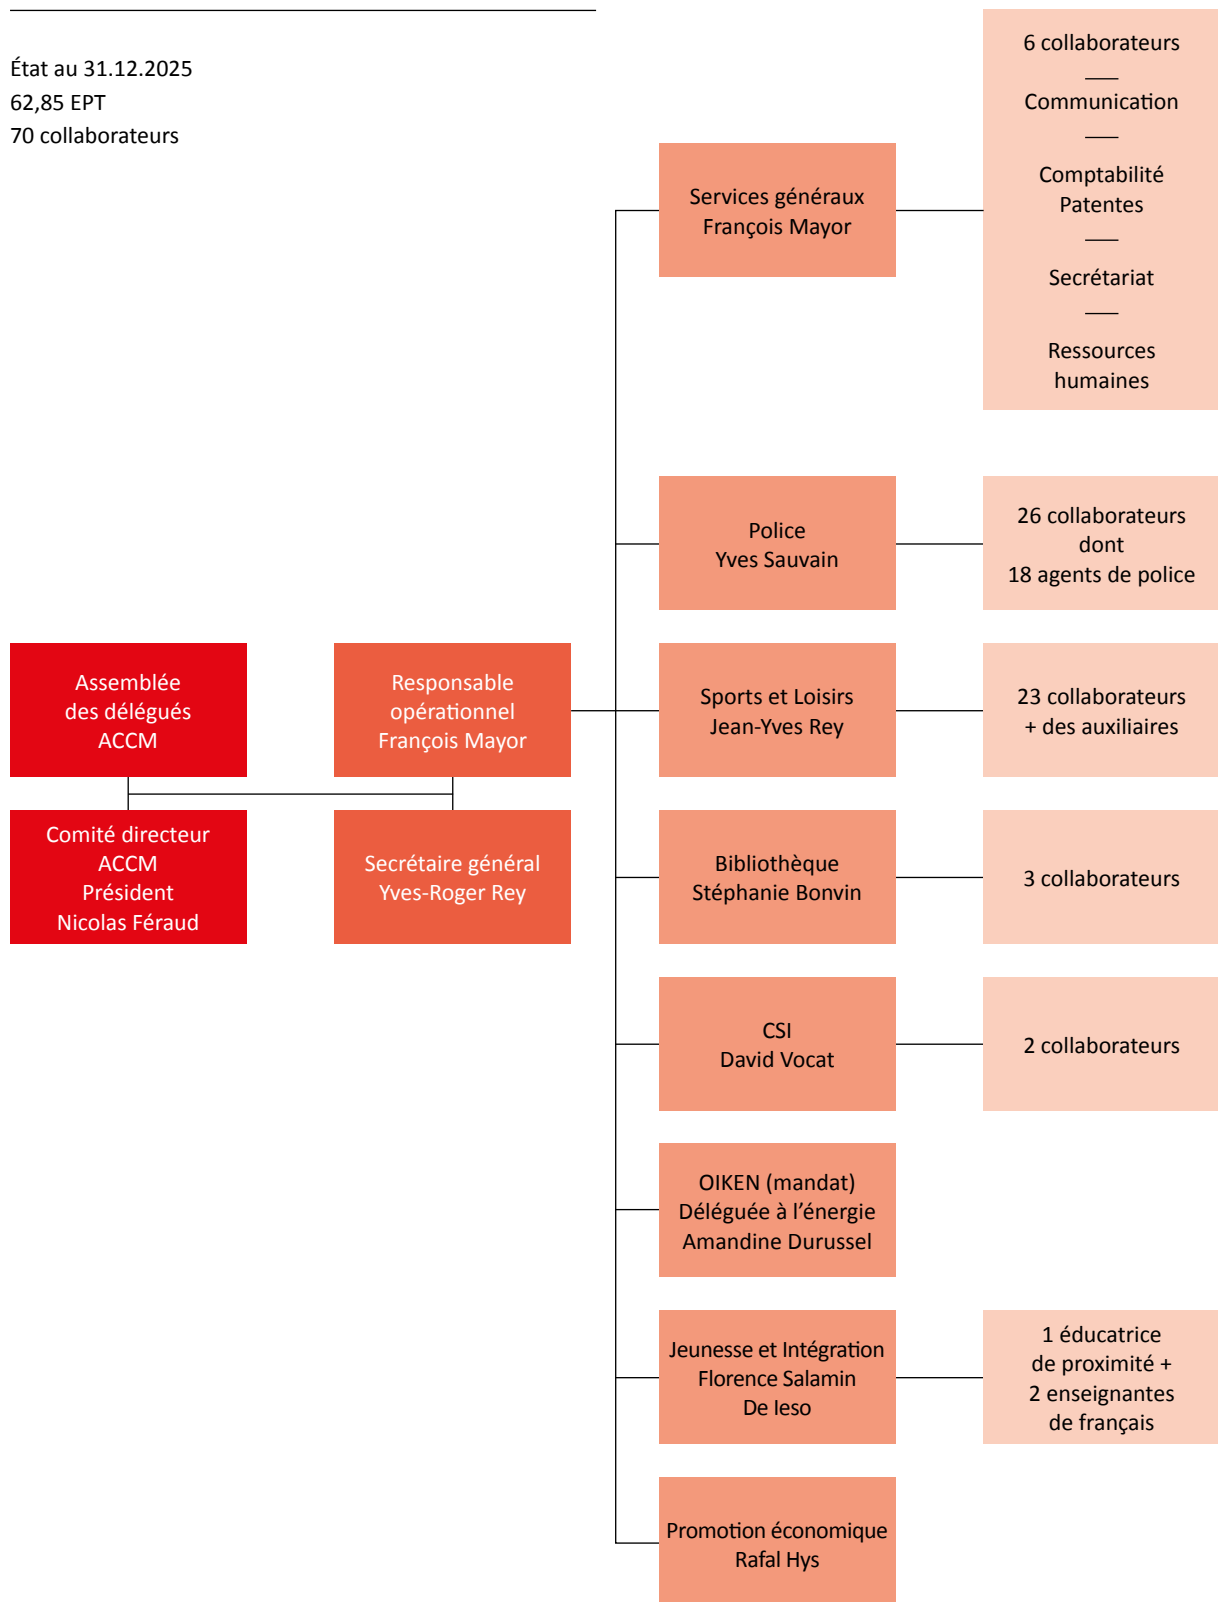 État au 31.12.2025
62,85 EPT
70 collaborateurs
Assemblée
des délégués
ACCM
Comité directeur
ACCM
Président
Nicolas Féraud
Responsable
opérationnel
François Mayor
Secrétaire général
Yves-Roger Rey
Services généraux
François Mayor
6 collaborateurs
Communication
Comptabilité
Patentes
Secrétariat
Ressources
humaines
Police
Yves Sauvain
26 collaborateurs
dont
18 agents de police
Sports et Loisirs
Jean-Yves Rey
23 collaborateurs
+ des auxiliaires
Bibliothèque
Stéphanie Bonvin
3 collaborateurs
CSI
David Vocat
2 collaborateurs
OIKEN (mandat)
Déléguée à l’énergie
Amandine Durussel
Jeunesse et Intégration
Florence Salamin
De Ieso
1 éducatrice
de proximité +
2 enseignantes
de français
Promotion économique
Rafal Hys